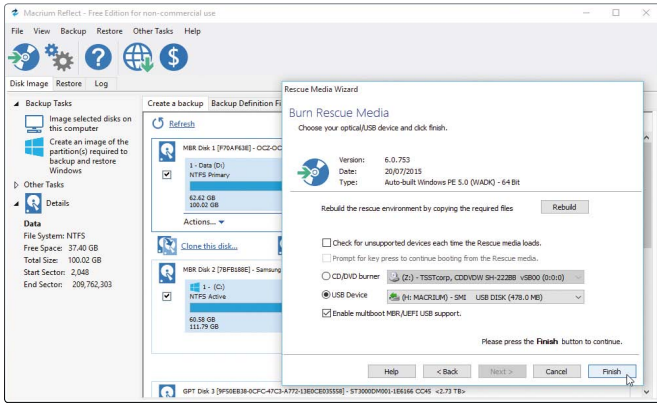 Macrium Reflect - Free Edition for non-commercial use
File View Backup Restore Other Tasks Help
Disk Image Restore Log
Backup Tasks
Image selected disks on
this computer
Create an image of the
partition(s) required to
backup and restore
Windows
Other Tasks
Details
Data
File System: NTFS
Free Space: 37.40 GB
Total Size: 100.02 GB
Start Sector: 2,048
End Sector: 209,762,303
Create a backup Backup Definition Fi
Refresh
MBR Disk 1 [F70AF63E] - OCZ-OC
1 - Data (D:)
NTFS Primary
62.62 GB
100.02 GB
Actions...
Clone this disk...
MBR Disk 2 [7BFB188E] - Samsung
1 - (C:)
NTFS Active
60.58 GB
111.79 GB
GPT Disk 3 [9F50EB38-0CFC-47C3-A772-13E0CE035558] - ST3000DM001-1E6166 CC45 <2.73 TB>
Rescue Media Wizard
Burn Rescue Media
Choose your optical/USB device and click finish.
Version: 6.0.753
Date: 20/07/2015
Type: Auto-built Windows PE 5.0 (WADK) - 64 Bit
Rebuild the rescue environment by copying the required files Rebuild
Check for unsupported devices each time the Rescue media loads.
Prompt for key press to continue booting from the Rescue media.
CD/DVD burner (Z:) - TSSTcorp, CDDVDW SH-222BB vSB00 (0:0:0)
USB Device (H: MACRIUM) - SMI USB DISK (478.0 MB)
Enable multiboot MBR/UEFI USB support.
Please press the Finish button to continue.
Help < Back Next > Cancel Finish